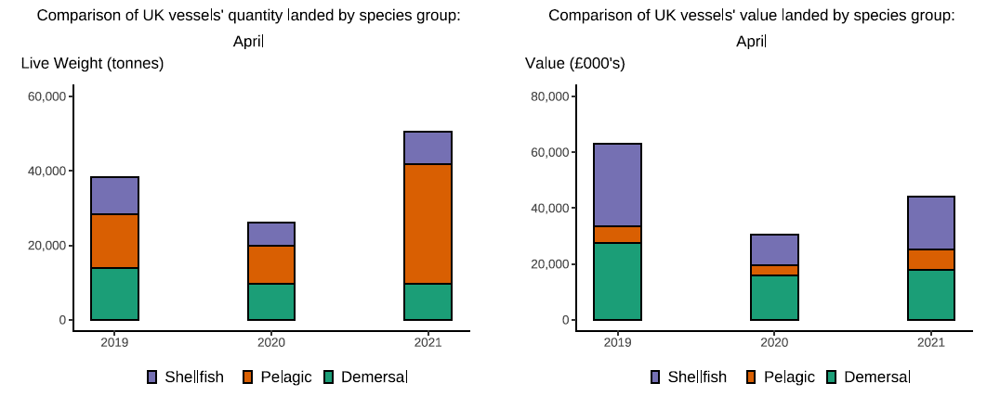 Comparison of UK vessels' quantity landed by species group:
April
Live Weight (tonnes)
60,000
40,000
20,000
0
2019 2020 2021
Shellfish Pelagic Demersal
Comparison of UK vessels' value landed by species group:
April
Value (£000's)
80,000
60,000
40,000
20,000
0
2019 2020 2021
Shellfish Pelagic Demersal